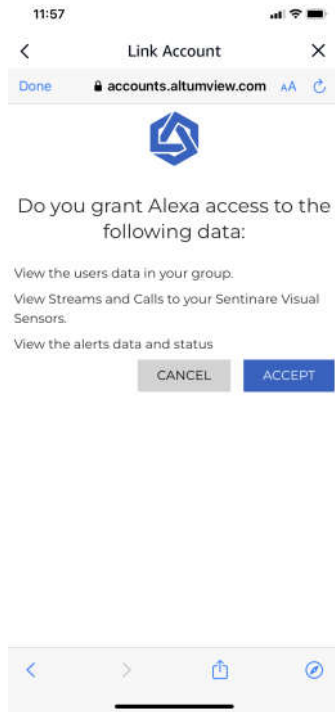 11:57
Link Account
Done accounts.altumview.com AA
Do you grant Alexa access to the
following data:
View the users data in your group.
View Streams and Calls to your Sentinare Visual
Sensors.
View the alerts data and status
CANCEL ACCEPT